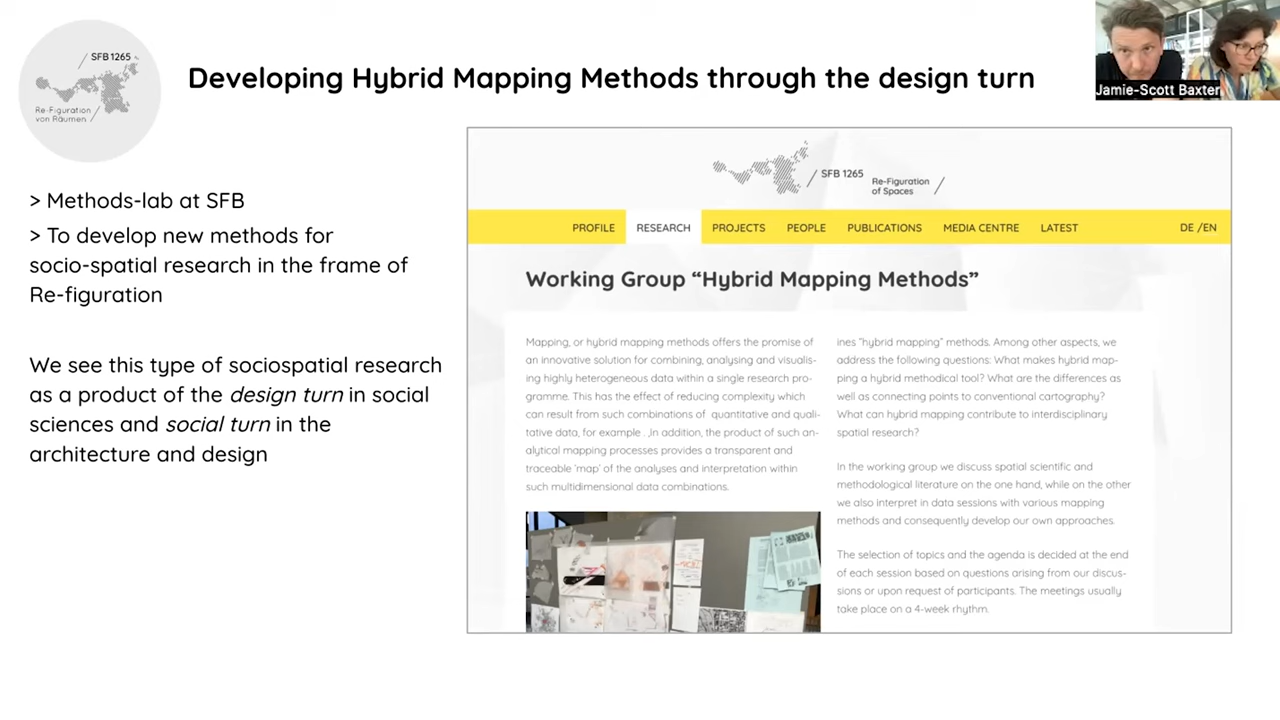 SFB 1265
Re-Figuration
von Räumen
Developing Hybrid Mapping Methods through the design turn
Jamie-Scott Baxter
> Methods-lab at SFB
> To develop new methods for
socio-spatial research in the frame of
Re-figuration
We see this type of sociospatial research
as a product of the design turn in social
sciences and social turn in the
architecture and design
SFB 1265
Re-Figuration
of Spaces
PROFILE RESEARCH PROJECTS PEOPLE PUBLICATIONS MEDIA CENTRE LATEST DE /EN
Working Group “Hybrid Mapping Methods”
Mapping, or hybrid mapping methods offers the promise of
an innovative solution for combining, analysing and visualis-
ing highly heterogeneous data within a single research pro-
gramme. This has the effect of reducing complexity which
can result from such combinations of quantitative and quali-
tative data, for example . ,In addition, the product of such an-
alytical mapping processes provides a transparent and
traceable ‘map’ of the analyses and interpretation within
such multidimensional data combinations.
ines “hybrid mapping” methods. Among other aspects, we
address the following questions: What makes hybrid map-
ping a hybrid methodical tool? What are the differences as
well as connecting points to conventional cartography?
What can hybrid mapping contribute to interdisciplinary
spatial research?
In the working group we discuss spatial scientific and
methodological literature on the one hand, while on the other
we also interpret in data sessions with various mapping
methods and consequently develop our own approaches.
The selection of topics and the agenda is decided at the end
of each session based on questions arising from our discus-
sions or upon request of participants. The meetings usually
take place on a 4-week rhythm.